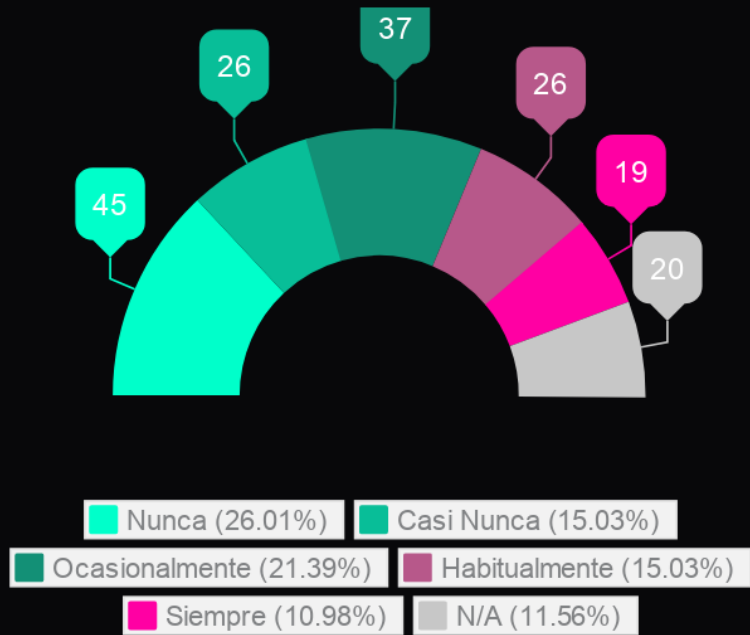 37
26
26
45
19
20
Nunca (26.01%)
Casi Nunca (15.03%)
Ocasionalmente (21.39%)
Habitualmente (15.03%)
Siempre (10.98%)
N/A (11.56%)